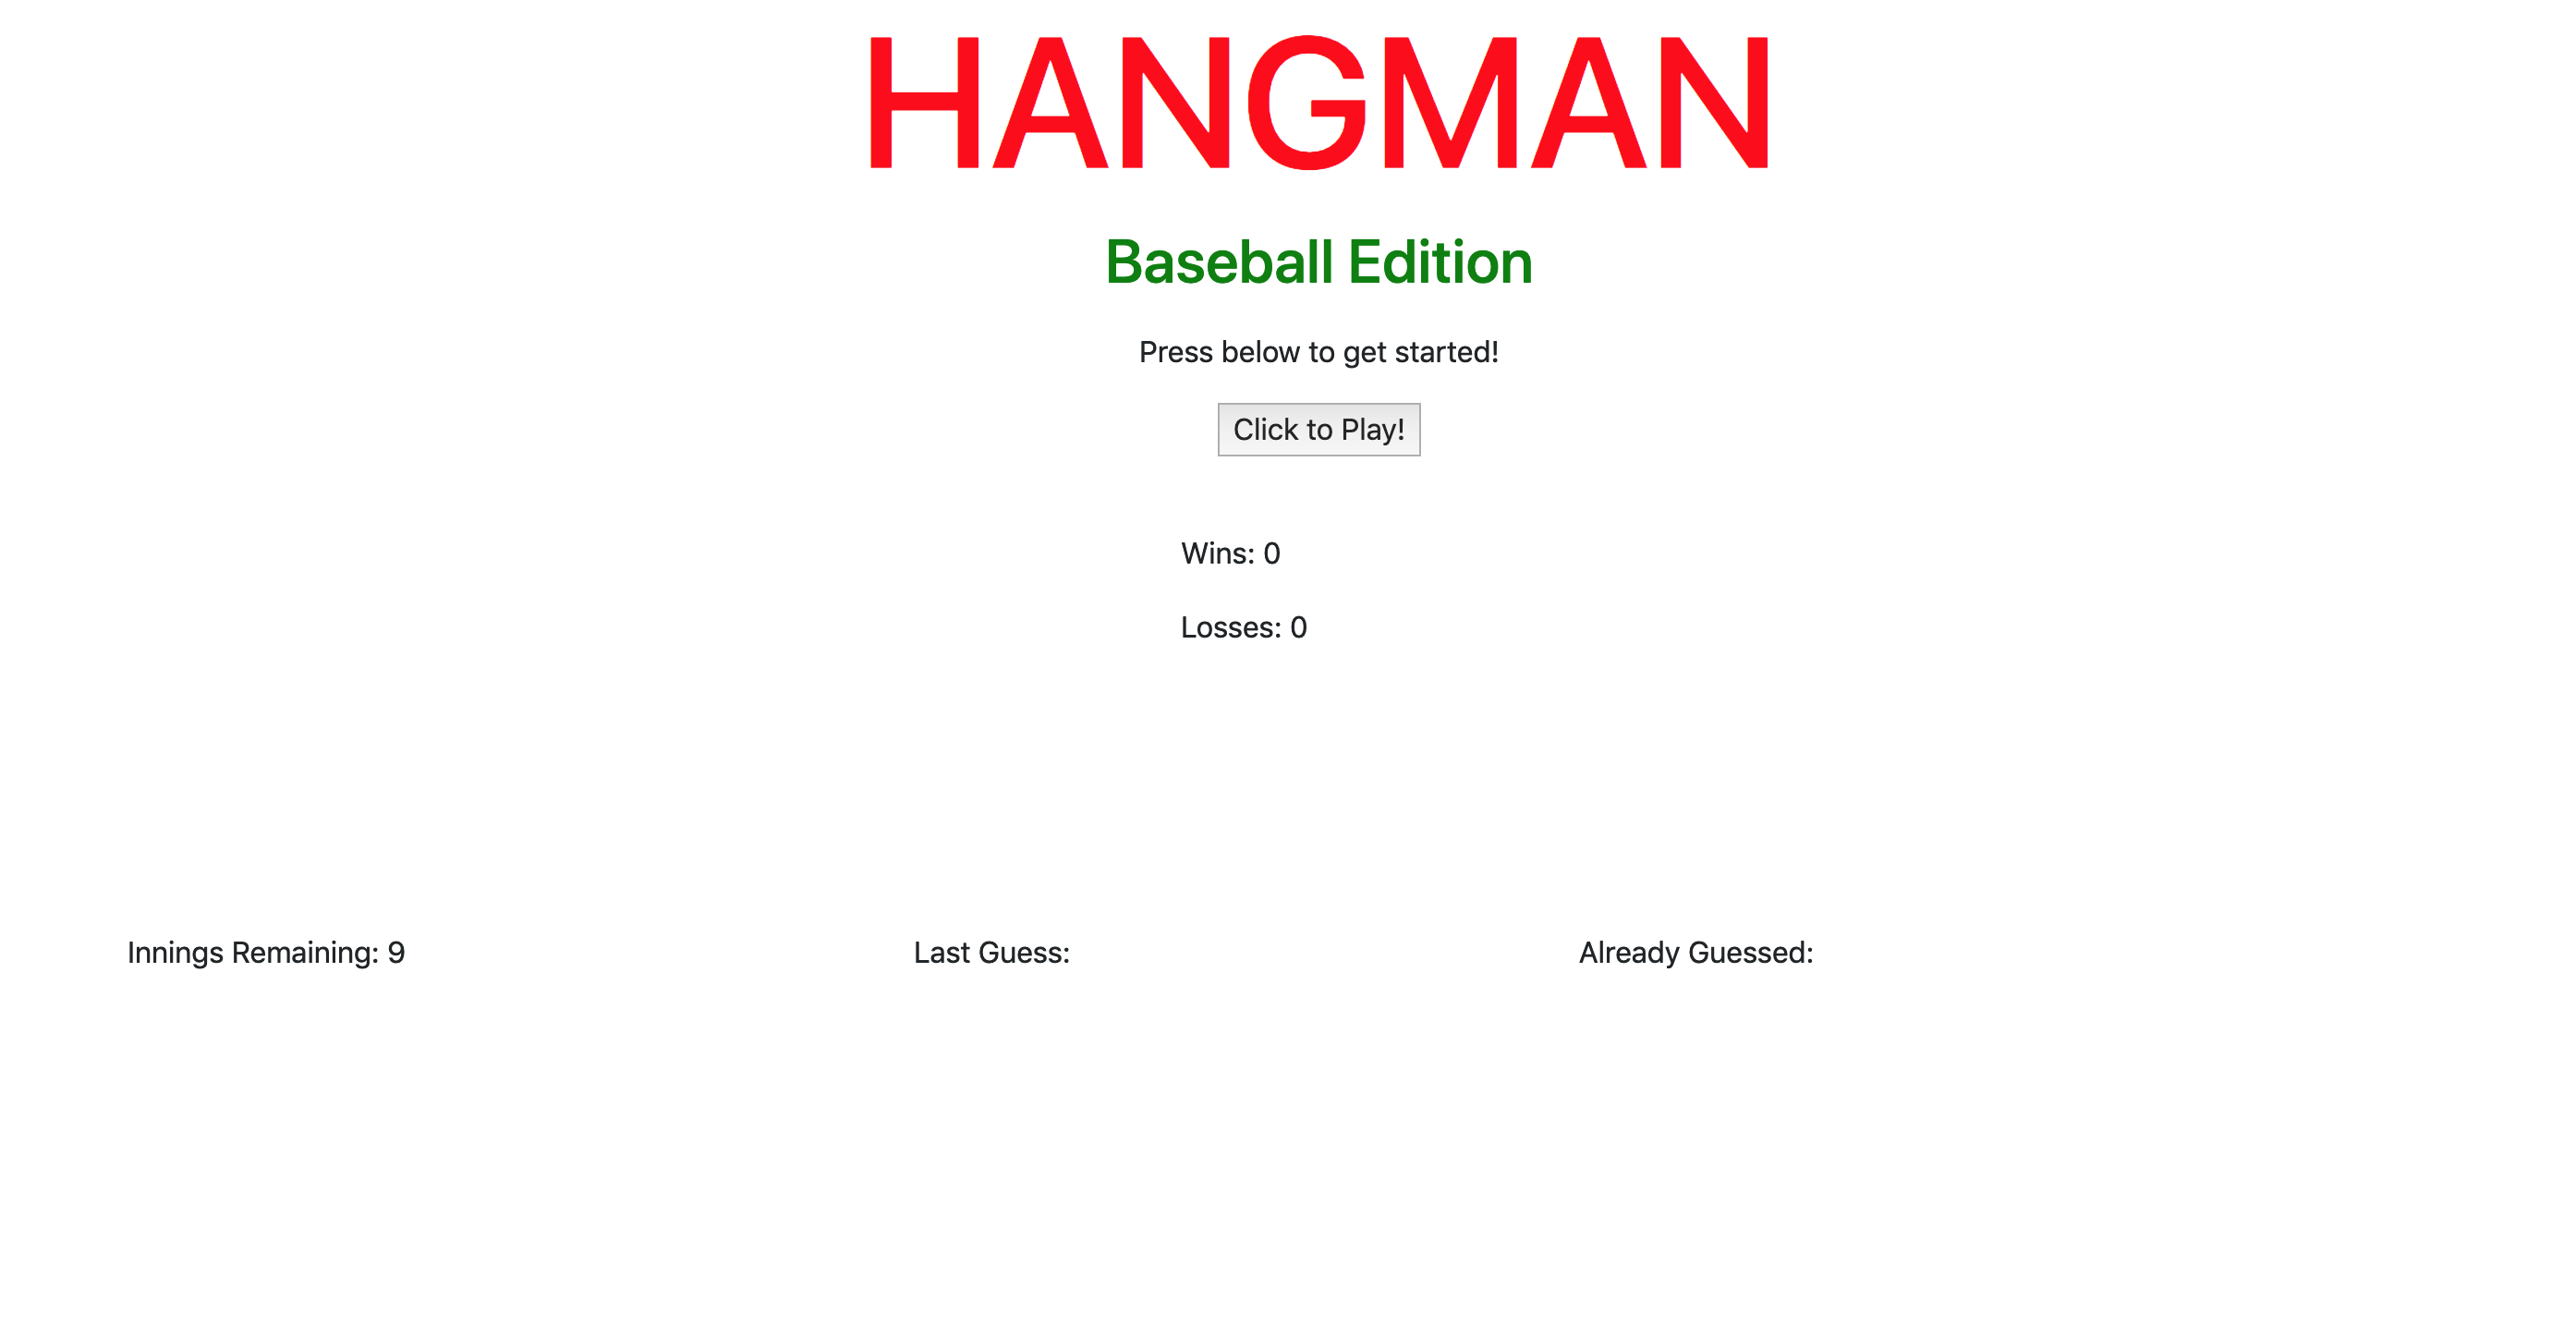 HANGMAN
Baseball Edition
Press below to get started!
Click to Play!
Wins: 0
Losses: 0
Innings Remaining: 9
Last Guess:
Already Guessed: